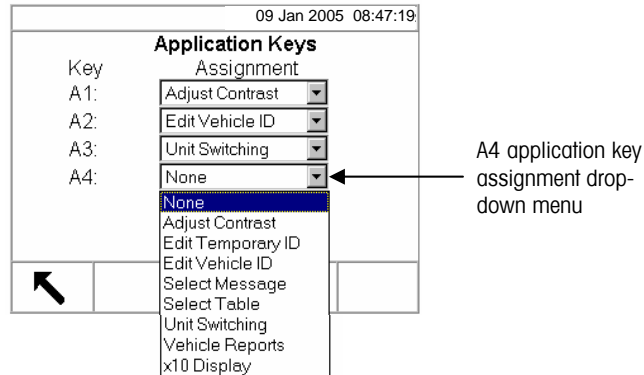 09 Jan 2005 08:47:19
Application Keys
Key Assignment
A1: Adjust Contrast
A2: Edit Vehicle ID
A3: Unit Switching
A4: None
None
Adjust Contrast
Edit Temporary ID
Edit Vehicle ID
Select Message
Select Table
Unit Switching
Vehicle Reports
x10 Display
A4 application key
assignment drop-
down menu